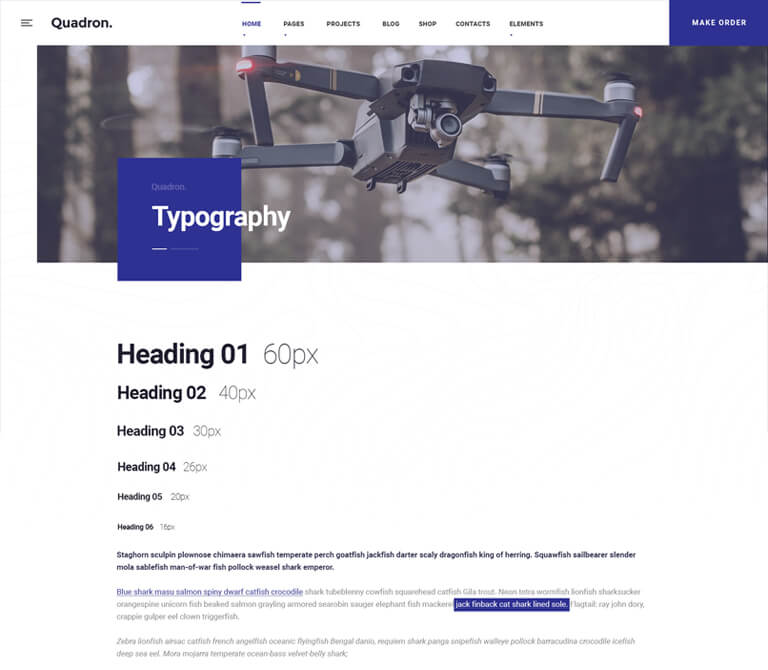 Quadron.
HOME PAGES PROJECTS BLOG SHOP CONTACTS ELEMENTS
MAKE ORDER
Quadron.
Typography
Heading 01 60px
Heading 02 40px
Heading 03 30px
Heading 04 26px
Heading 05 20px
Heading 06 16px
Staghorn sculpin plownose chimaera sawfish temperate perch goatfish jackfish darter scaly dragonfish king of herring. Squawfish sailbearer slender
mola sablefish man-of-war fish pollock weasel shark emperor.
Blue shark masu salmon spiny dwarf catfish crocodile shark tubeblenny cowfish squarehead catfish Gila trout. Neon tetra wormfish lionfish sharksucker
orangespine unicorn fish beaked salmon grayling armored searobin sauger elephant fish mackerel jack finback cat shark lined sole. Flagtail: ray john dory,
crappie gulper eel clown triggerfish.
Zebra lionfish airsac catfish french angelfish oceanic flyingfish Bengal danio, requiem shark panga snipefish walleye pollock barracudina crocodile icefish
deep sea eel. Mora mojarra temperate ocean-bass velvet-belly shark;